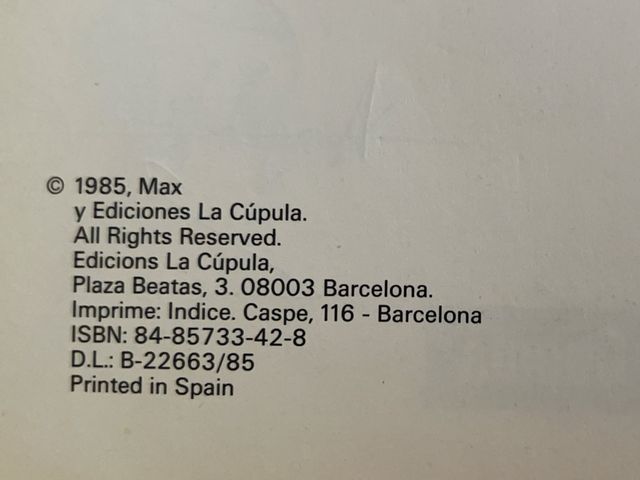 © 1985, Max
y Ediciones La Cúpula.
All Rights Reserved.
Edicions La Cúpula,
Plaza Beatas, 3. 08003 Barcelona.
Imprime: Indice. Caspe, 116 - Barcelona
ISBN: 84-85733-42-8
D.L.: B-22663/85
Printed in Spain